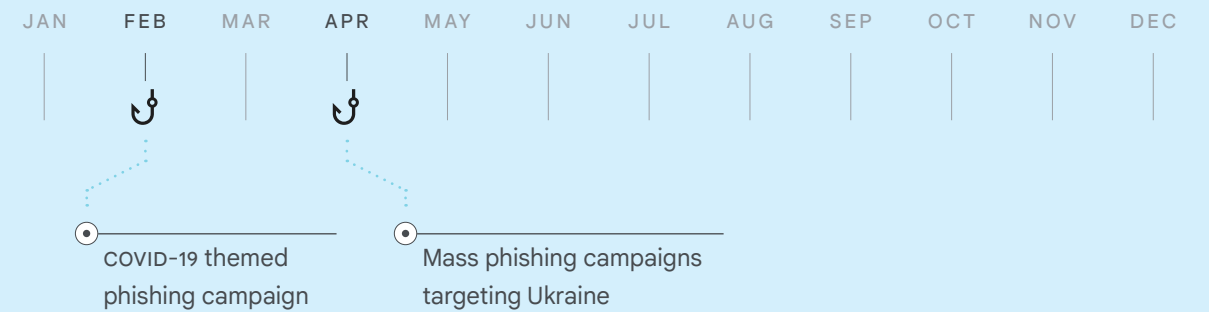 JAN FEB MAR APR MAY JUN JUL AUG SEP OCT NOV DEC
COVID-19 themed
phishing campaign
Mass phishing campaigns
targeting Ukraine